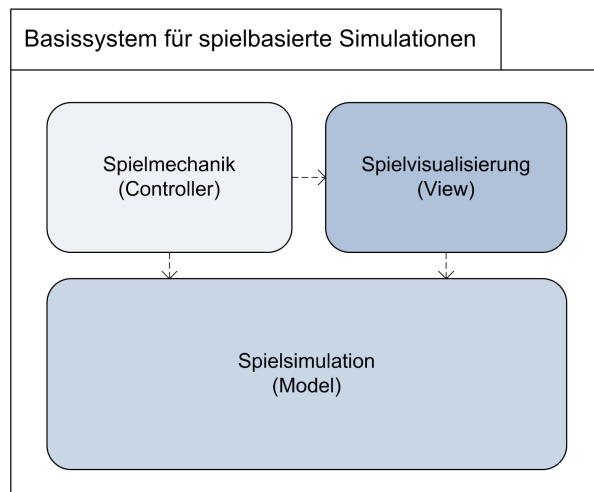 Basissystem für spielbasierte Simulationen
Spielmechanik
(Controller)
Spielvisualisierung
(View)
Spielsimulation
(Model)